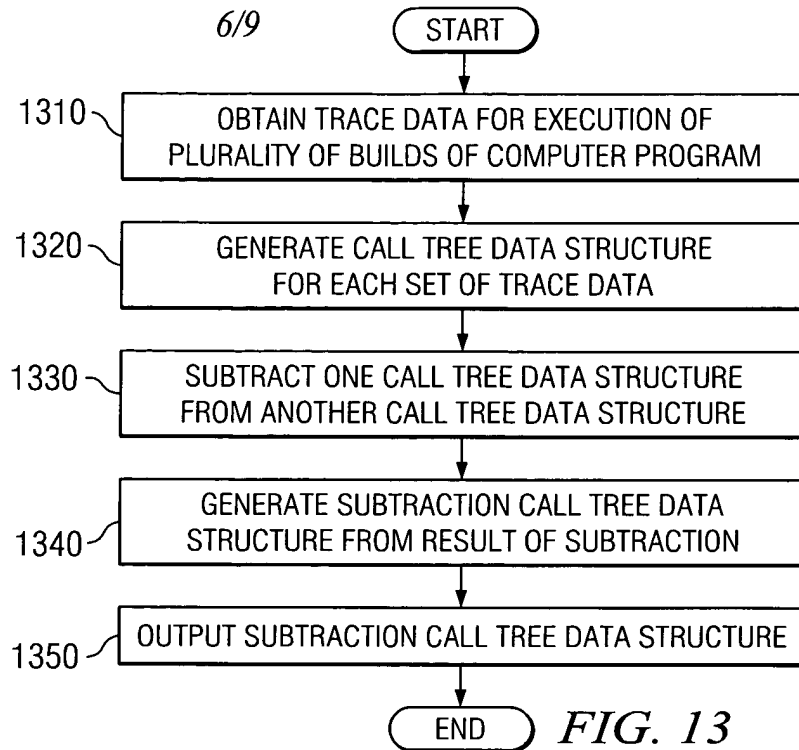 6/9
START
1310
OBTAIN TRACE DATA FOR EXECUTION OF
PLURALITY OF BUILDS OF COMPUTER PROGRAM
1320
GENERATE CALL TREE DATA STRUCTURE
FOR EACH SET OF TRACE DATA
1330
SUBTRACT ONE CALL TREE DATA STRUCTURE
FROM ANOTHER CALL TREE DATA STRUCTURE
1340
GENERATE SUBTRACTION CALL TREE DATA
STRUCTURE FROM RESULT OF SUBTRACTION
1350
OUTPUT SUBTRACTION CALL TREE DATA STRUCTURE
END
FIG. 13